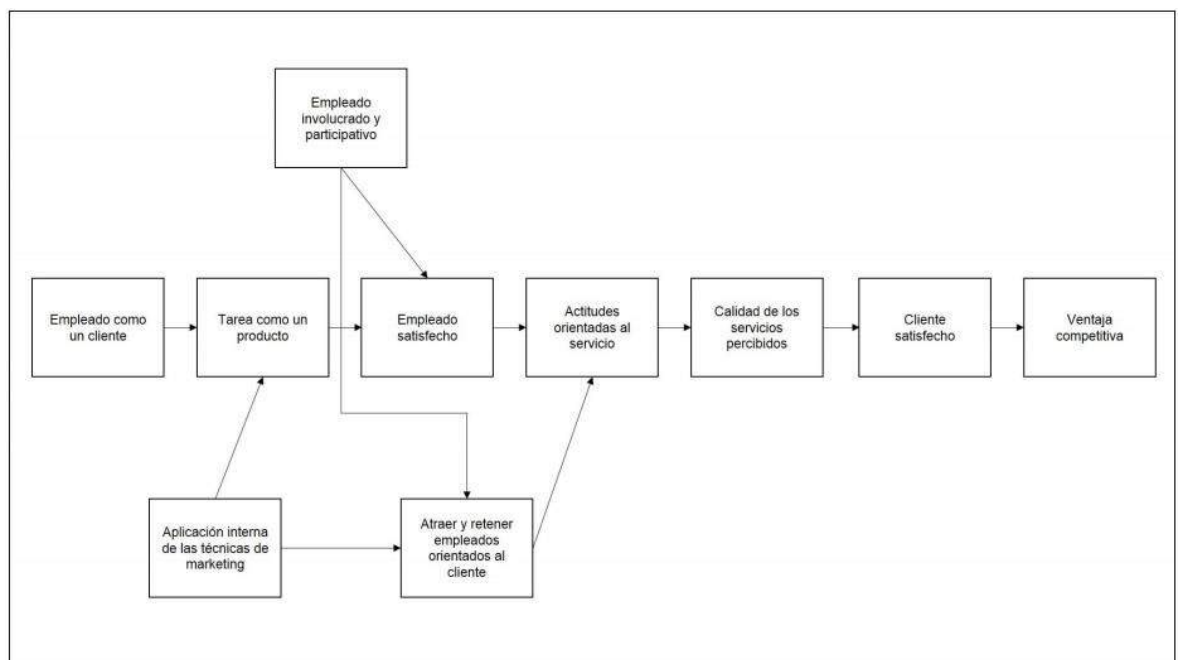 Empleado
involucrado y
participativo
Empleado como
un cliente
Tarea como un
producto
Empleado
satisfecho
Actitudes
orientadas al
servicio
Calidad de los
servicios
percibidos
Cliente
satisfecho
Ventaja
competitiva
Aplicación interna
de las técnicas de
marketing
Atraer y retener
empleados
orientados al
cliente